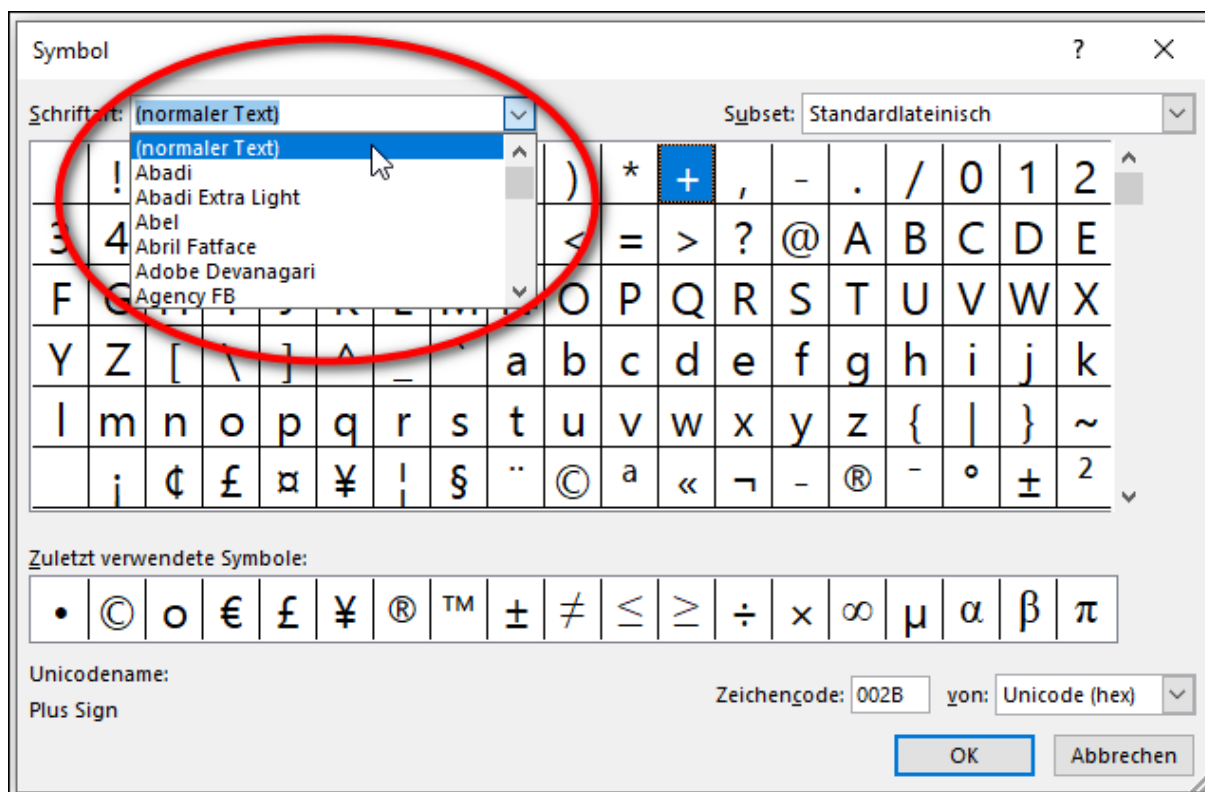 Symbol ?
Schriftart: (normaler Text) Subset: Standardlateinisch
(normaler Text)
Abadi
Abadi Extra Light
Abel
Abril Fatface
Adobe Devanagari
Agency FB
! ) * + , - . / 0 1 2
3 4 < = > ? @ A B C D E
F G O P Q R S T U V W X
Y Z [ \ ] ^ _ ` a b c d e f g h i j k
l m n o p q r s t u v w x y z { | } ~
¡ ¢ £ ¤ ¥ ¦ § ¨ © ª « ¬ - ® ¯ ° ± ²
Zuletzt verwendete Symbole:
• © o € £ ¥ ® ™ ± ≠ ≤ ≥ ÷ × ∞ µ α β π
Unicodename:
Plus Sign
Zeichencode: 002B von: Unicode (hex)
OK Abbrechen